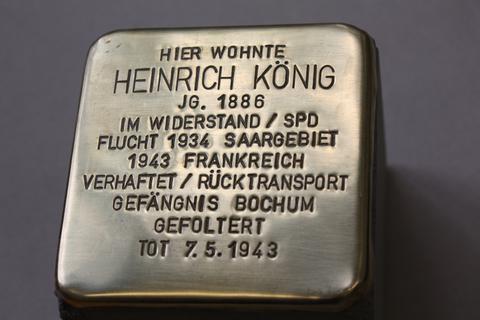 HIER WOHNTE
HEINRICH KÖNIG
JG. 1886
IM WIDERSTAND / SPD
FLUCHT 1934 SAARGEBIET
1943 FRANKREICH
VERHAFTET / RÜCKTRANSPORT
GEFÄNGNIS BOCHUM
GEFOLTERT
TOT 7.5.1943